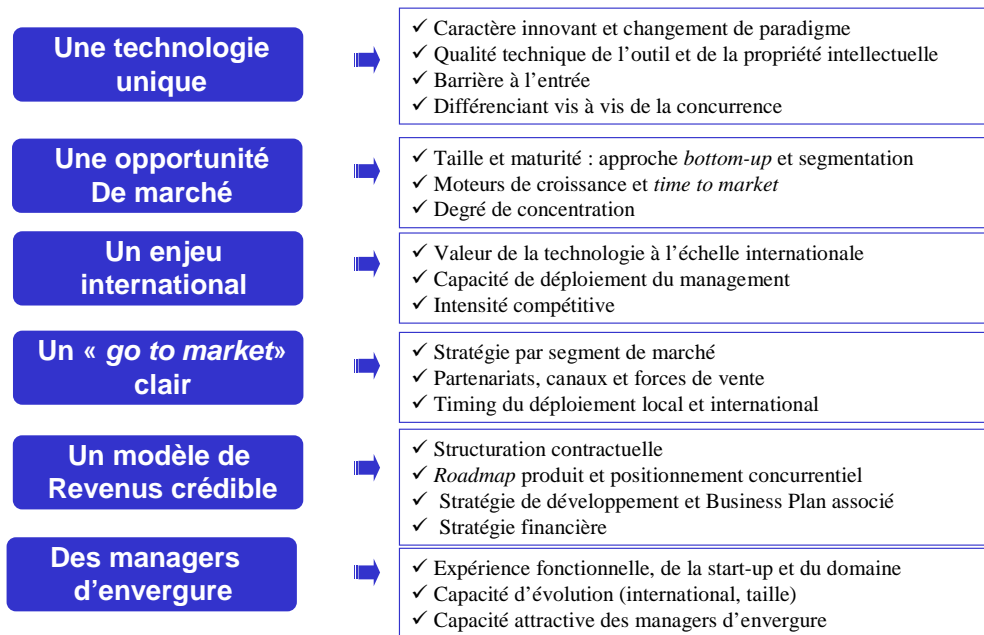 Une technologie
unique
✓ Caractère innovant et changement de paradigme
✓ Qualité technique de l'outil et de la propriété intellectuelle
✓ Barrière à l'entrée
✓ Différenciant vis à vis de la concurrence
Une opportunité
De marché
✓ Taille et maturité : approche bottom-up et segmentation
✓ Moteurs de croissance et time to market
✓ Degré de concentration
Un enjeu
international
✓ Valeur de la technologie à l'échelle internationale
✓ Capacité de déploiement du management
✓ Intensité compétitive
Un « go to market»
clair
✓ Stratégie par segment de marché
✓ Partenariats, canaux et forces de vente
✓ Timing du déploiement local et international
Un modèle de
Revenus crédible
✓ Structuration contractuelle
✓ Roadmap produit et positionnement concurrentiel
✓ Stratégie de développement et Business Plan associé
✓ Stratégie financière
Des managers
d'envergure
✓ Expérience fonctionnelle, de la start-up et du domaine
✓ Capacité d'évolution (international, taille)
✓ Capacité attractive des managers d'envergure